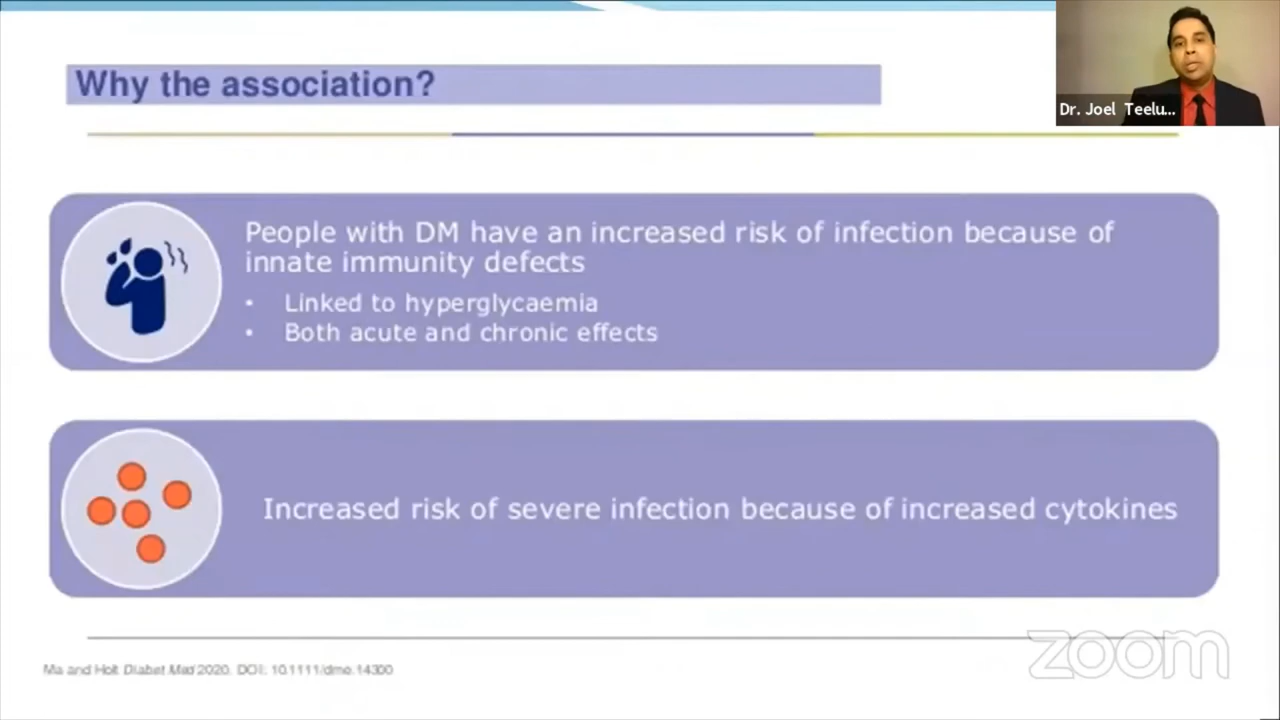 Why the association?
Dr. Joel Teelu...
People with DM have an increased risk of infection because of
innate immunity defects
• Linked to hyperglycaemia
• Both acute and chronic effects
Increased risk of severe infection because of increased cytokines
Ma and Holt Diabet Med 2020. DOI: 10.1111/dme.14300
zoom